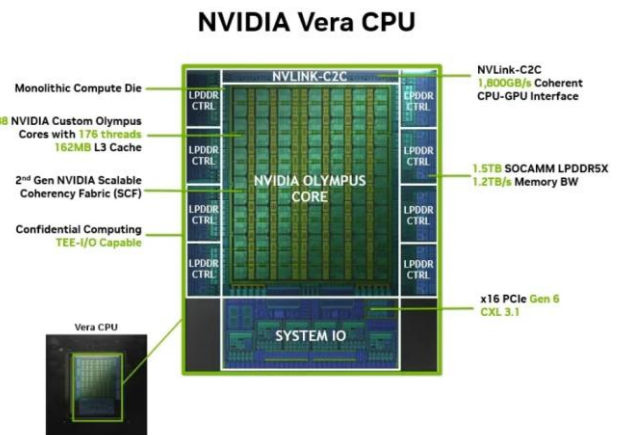 NVIDIA Vera CPU
Monolithic Compute Die
8 NVIDIA Custom Olympus
Cores with 176 threads
162MB L3 Cache
2nd Gen NVIDIA Scalable
Coherency Fabric (SCF)
Confidential Computing
TEE-I/O Capable
Vera CPU
NVLINK-C2C
LPDDR
CTRL
LPDDR
CTRL
LPDDR
CTRL
LPDDR
CTRL
NVIDIA OLYMPUS
CORE
LPDDR
CTRL
LPDDR
CTRL
LPDDR
CTRL
LPDDR
CTRL
SYSTEM IO
NVLink-C2C
1,800GB/s Coherent
CPU-GPU Interface
1.5TB SOCAMM LPDDR5X
1.2TB/s Memory BW
x16 PCIe Gen 6
CXL 3.1